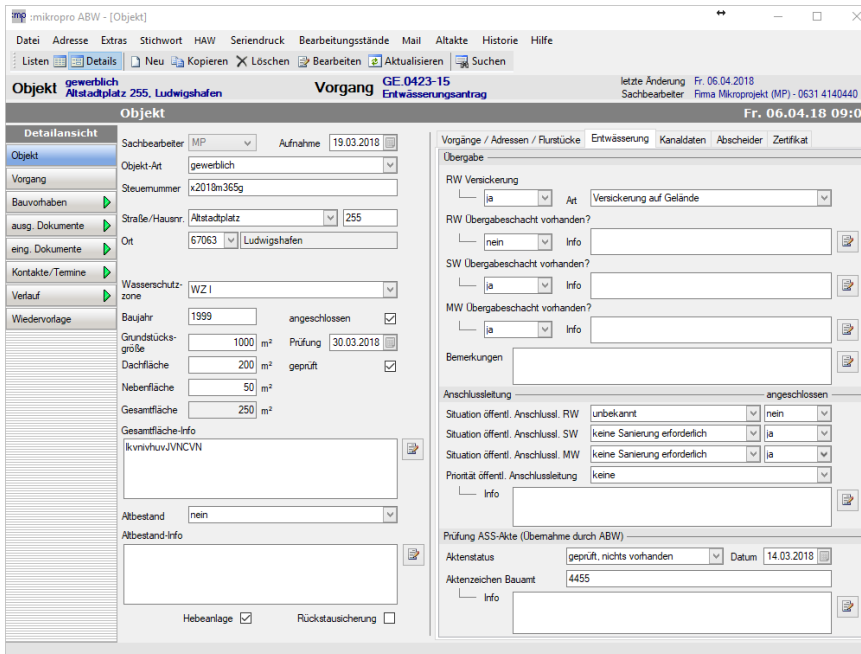 :mp :mikropro ABW - [Objekt]
Datei Adresse Extras Stichwort HAW Seriendruck Bearbeitungsstände Mail Altakte Historie Hilfe
Listen Details Neu Kopieren Löschen Bearbeiten Aktualisieren Suchen
Objekt gewerblich Vorgang GE.0423-15 letzte Änderung Fr. 06.04.2018
Altstadtplatz 255, Ludwigshafen Entwässerungsantrag Sachbearbeiter Firma Mikroprojekt (MP) - 0631 4140440
Objekt Fr. 06.04.18 09:0
Detailansicht
Objekt
Vorgang
Bauvorhaben
ausg. Dokumente
eing. Dokumente
Kontakte/Termine
Verlauf
Wiedervorlage
Sachbearbeiter MP Aufnahme 19.03.2018
Objekt-Art gewerblich
Steuernummer x2018m365g
Straße/Hausnr. Altstadtplatz 255
Ort 67063 Ludwigshafen
Wasserschutz-
zone WZ I
Baujahr 1999 angeschlossen
Grundstücks-
größe 1000 m² Prüfung 30.03.2018
Dachfläche 200 m² geprüft
Nebenfläche 50 m²
Gesamtfläche 250 m²
Gesamtfläche-Info
lkvnivhuvJVNCVN
Altbestand nein
Altbestand-Info
Hebeanlage Rückstausicherung
Vorgänge / Adressen / Flurstücke Entwässerung Kanaldaten Abscheider Zertifikat
Übergabe
RW Versickerung
ja Art Versickerung auf Gelände
RW Übergabeschacht vorhanden?
nein Info
SW Übergabeschacht vorhanden?
ja Info
MW Übergabeschacht vorhanden?
ja Info
Bemerkungen
Anschlussleitung angeschlossen
Situation öffentl. Anschlussl. RW unbekannt nein
Situation öffentl. Anschlussl. SW keine Sanierung erforderlich ja
Situation öffentl. Anschlussl. MW keine Sanierung erforderlich ja
Priorität öffentl. Anschlussleitung keine
Info
Prüfung ASS-Akte (Übernahme durch ABW)
Aktenstatus geprüft, nichts vorhanden Datum 14.03.2018
Aktenzeichen Bauamt 4455
Info